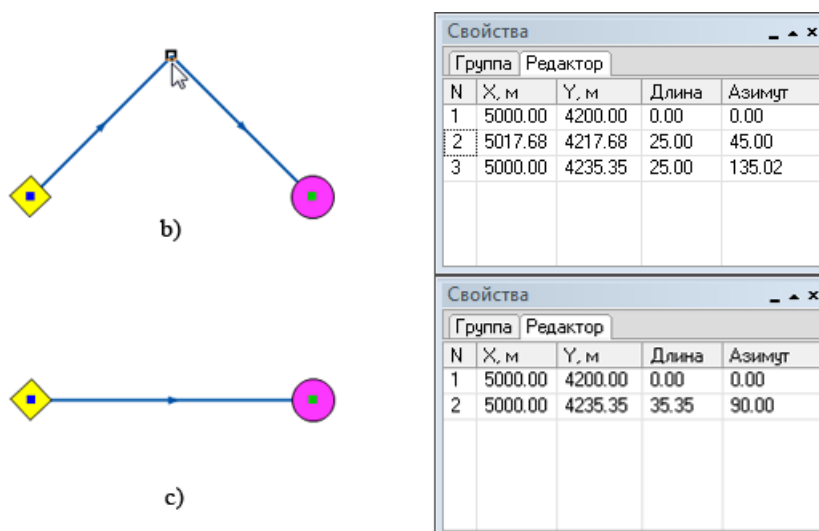 b)
c)
Свойства
Группа Редактор
N X, м Y, м Длина Азимут
1 5000.00 4200.00 0.00 0.00
2 5017.68 4217.68 25.00 45.00
3 5000.00 4235.35 25.00 135.02
Свойства
Группа Редактор
N X, м Y, м Длина Азимут
1 5000.00 4200.00 0.00 0.00
2 5000.00 4235.35 35.35 90.00